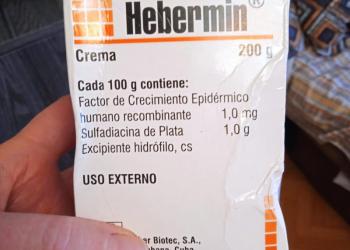 Hebermin®
Crema 200 g
Cada 100 g contiene:
Factor de Crecimiento Epidérmico
humano recombinante 1,0 mg
Sulfadiacina de Plata 1,0 g
Excipiente hidrófilo, cs
USO EXTERNO
er Biotec, S.A.,
Cuba